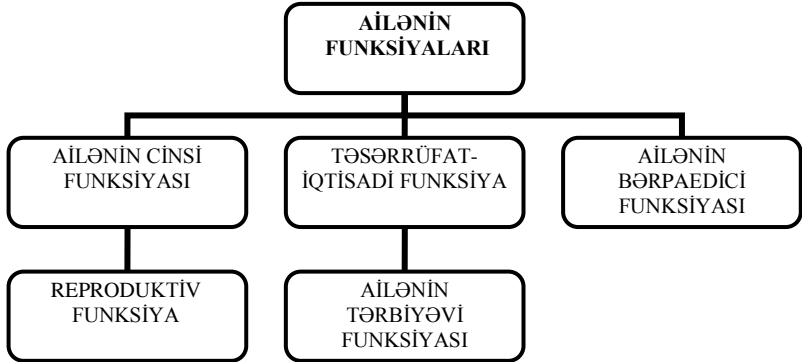 AİLƏNİN
FUNKSİYALARI
AİLƏNİN CİNSİ
FUNKSİYASI
TƏSƏRRÜFAT-
İQTİSADİ FUNKSİYA
AİLƏNİN
BƏRPAEDİCİ
FUNKSİYASI
REPRODUKTİV
FUNKSİYA
AİLƏNİN
TƏRBİYƏVİ
FUNKSİYASI